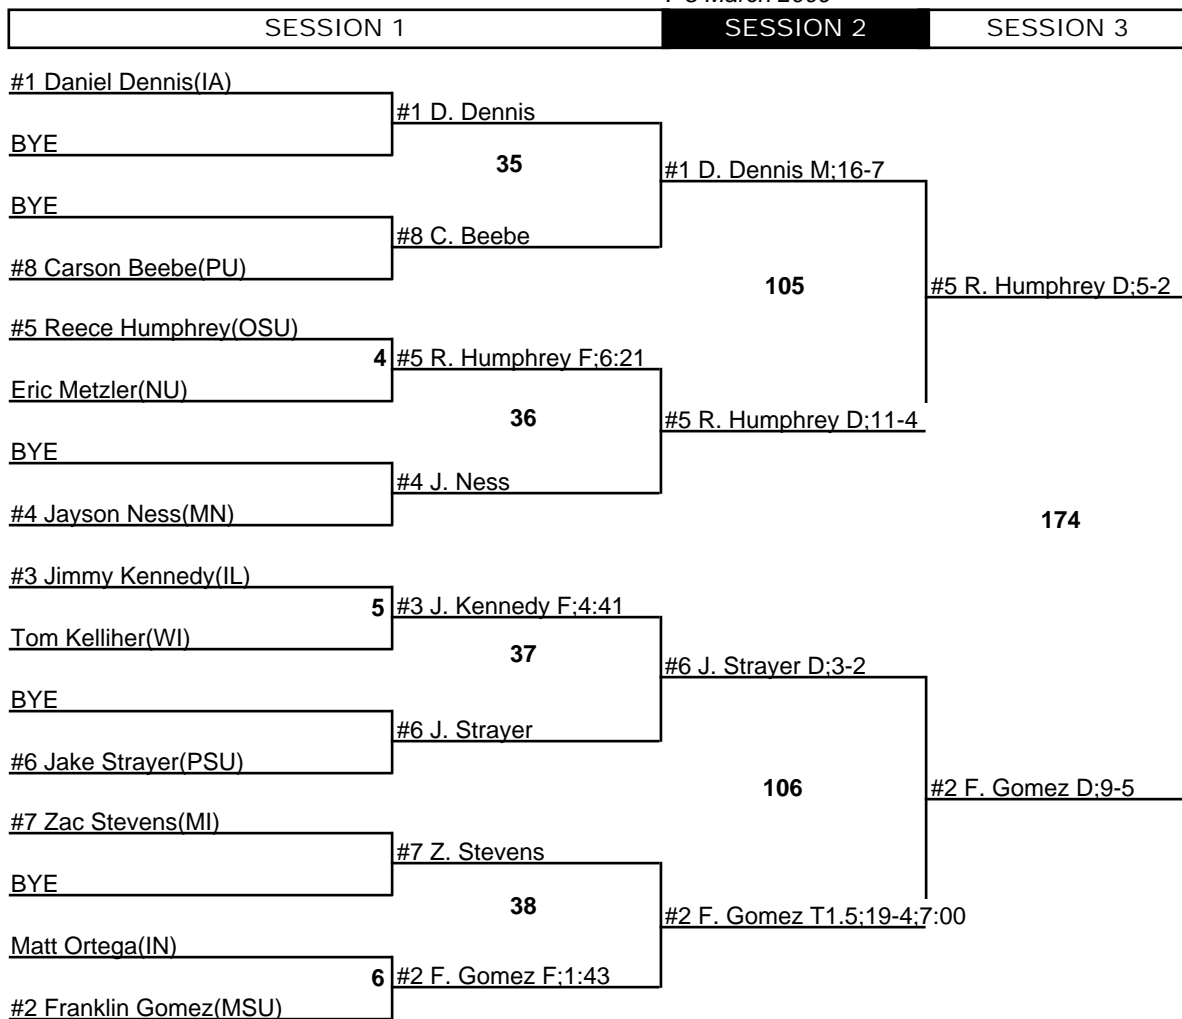 SESSION 1 SESSION 2 SESSION 3
#1 Daniel Dennis(IA)
#1 D. Dennis
BYE
35
#1 D. Dennis M;16-7
BYE
#8 C. Beebe
#8 Carson Beebe(PU)
105
#5 R. Humphrey D;5-2
#5 Reece Humphrey(OSU)
4 #5 R. Humphrey F;6:21
Eric Metzler(NU)
36
#5 R. Humphrey D;11-4
BYE
#4 J. Ness
#4 Jayson Ness(MN)
174
#3 Jimmy Kennedy(IL)
5 #3 J. Kennedy F;4:41
Tom Kelliher(WI)
37
#6 J. Strayer D;3-2
BYE
#6 J. Strayer
#6 Jake Strayer(PSU)
106
#2 F. Gomez D;9-5
#7 Zac Stevens(MI)
#7 Z. Stevens
BYE
38
#2 F. Gomez T1.5;19-4;7:00
Matt Ortega(IN)
6 #2 F. Gomez F;1:43
#2 Franklin Gomez(MSU)